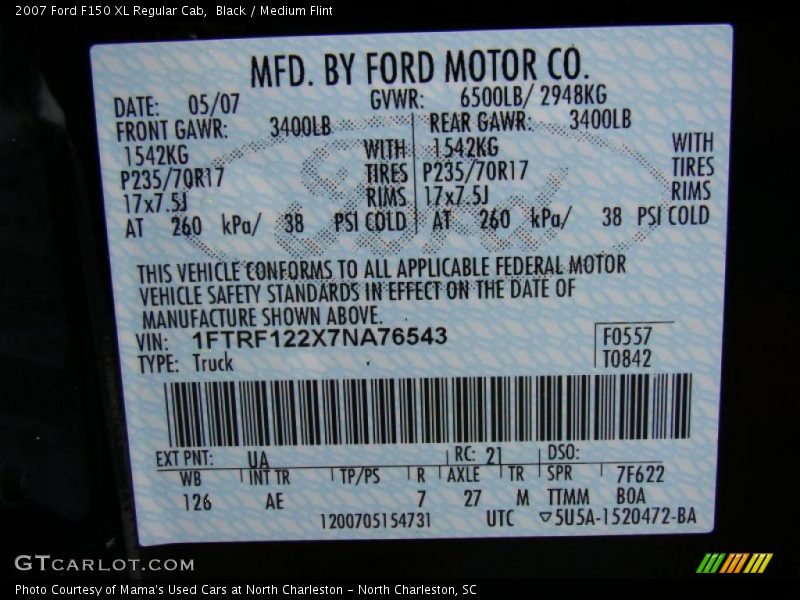 2007 Ford F150 XL Regular Cab,  Black / Medium Flint
MFD. BY FORD MOTOR CO.
DATE: 05/07 GVWR: 6500LB/ 2948KG
FRONT GAWR: 3400LB REAR GAWR: 3400LB
1542KG WITH 1542KG WITH
P235/70R17 TIRES P235/70R17 TIRES
17x7.5J RIMS 17x7.5J RIMS
AT 260 kPa/ 38 PSI COLD AT 260 kPa/ 38 PSI COLD
Ford
THIS VEHICLE CONFORMS TO ALL APPLICABLE FEDERAL MOTOR
VEHICLE SAFETY STANDARDS IN EFFECT ON THE DATE OF
MANUFACTURE SHOWN ABOVE.
VIN: 1FTRF122X7NA76543 F0557
TYPE: Truck T0842
EXT PNT: UA RC: 21 DSO:
WB INT TR TP/PS R AXLE TR SPR 7F622
126 AE 7 27 M TTMM BOA
1200705154731 UTC ▽5U5A-1520472-BA
GTCARLOT.COM
Photo Courtesy of Mama's Used Cars at North Charleston – North Charleston, SC